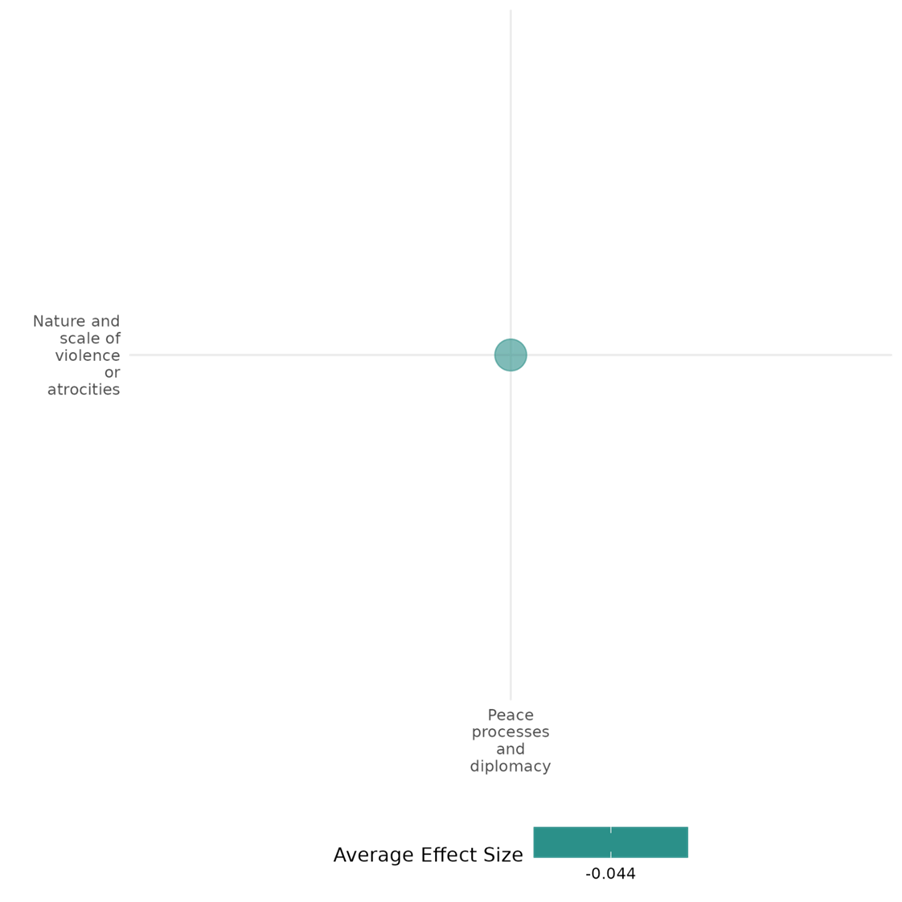 Nature and
scale of
violence
or
atrocities
Peace
processes
and
diplomacy
Average Effect Size
-0.044